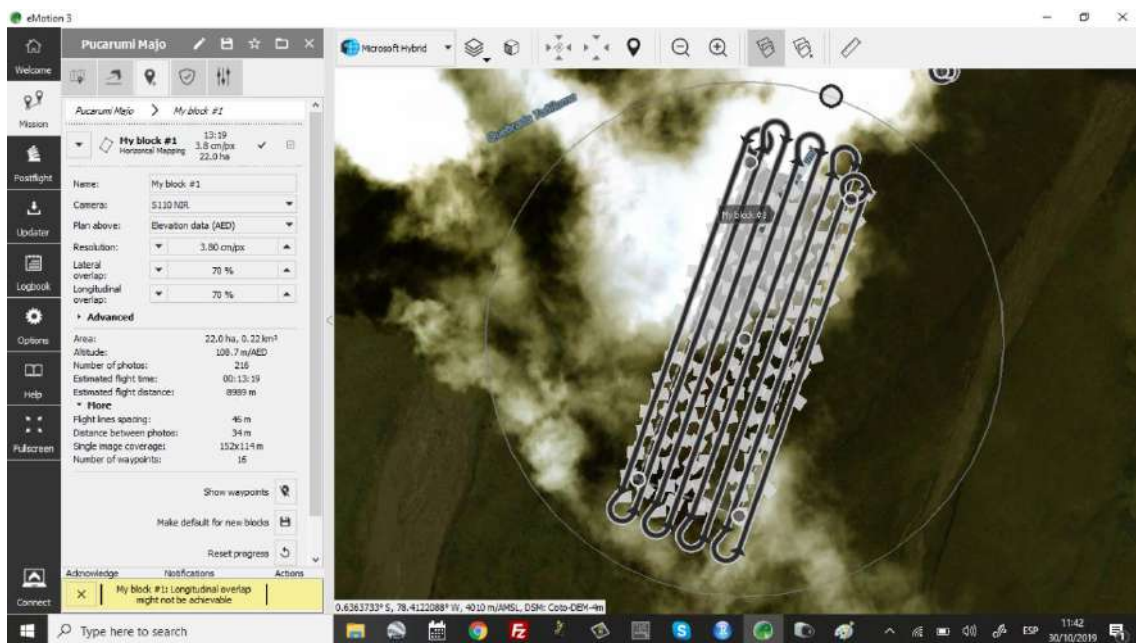 eMotion 3
Welcome
Mission
Postflight
Updater
Logbook
Options
Help
Fullscreen
Connect
Pucarumi Majo
Pucarumi Majo > My block #1
My block #1
Horizontal Mapping
13:19
3.8 cm/px
22.0 ha
Name: My block #1
Camera: S110 NIR
Plan above: Elevation data (AED)
Resolution: 3.80 cm/px
Lateral overlap: 70 %
Longitudinal overlap: 70 %
Advanced
Area: 22.0 ha, 0.22 km²
Altitude: 108.7 m/AED
Number of photos: 216
Estimated flight time: 00:13:19
Estimated flight distance: 8989 m
More
Flight lines spacing: 46 m
Distance between photos: 34 m
Single image coverage: 152x114 m
Number of waypoints: 16
Show waypoints
Make default for new blocks
Reset progress
Acknowledge Notifications Actions
My block #1: Longitudinal overlap
might not be achievable
Microsoft Hybrid
Quebrada
My block #1
0.6363733° S, 78.4122088° W, 4010 m/AMSL, DSM: Coto-DEM-4m
Type here to search
ESP
11:42
30/10/2019